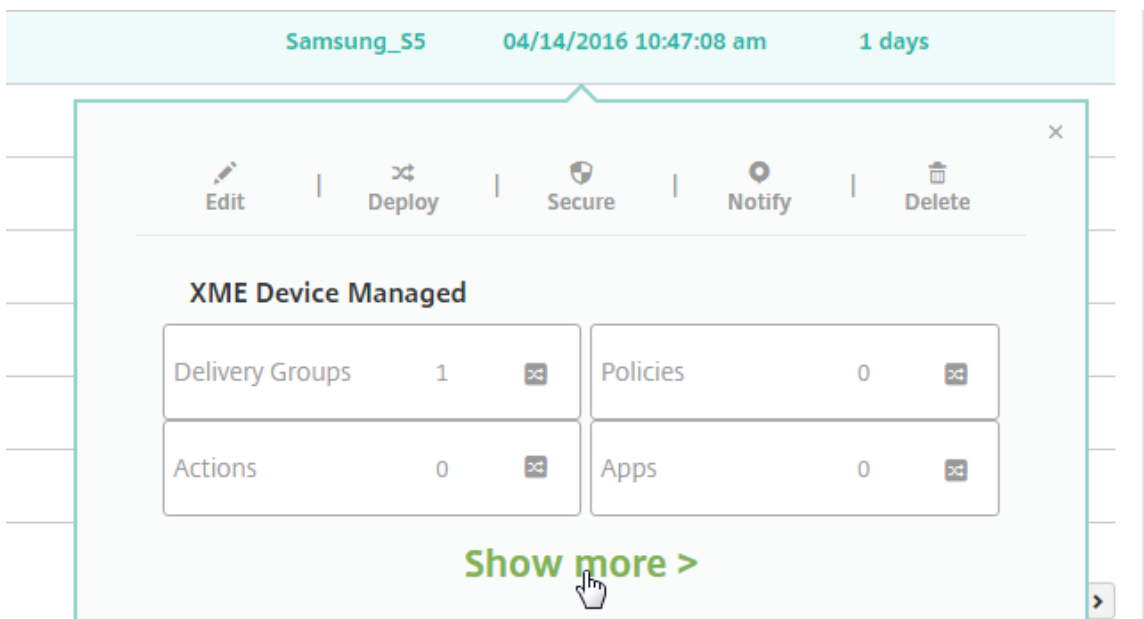 Samsung_S5 04/14/2016 10:47:08 am 1 days
Edit | Deploy | Secure | Notify | Delete
XME Device Managed
Delivery Groups 1 Policies 0
Actions 0 Apps 0
Show more >